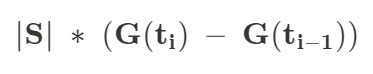 |S| * (G(tᵢ) − G(tᵢ₋₁))